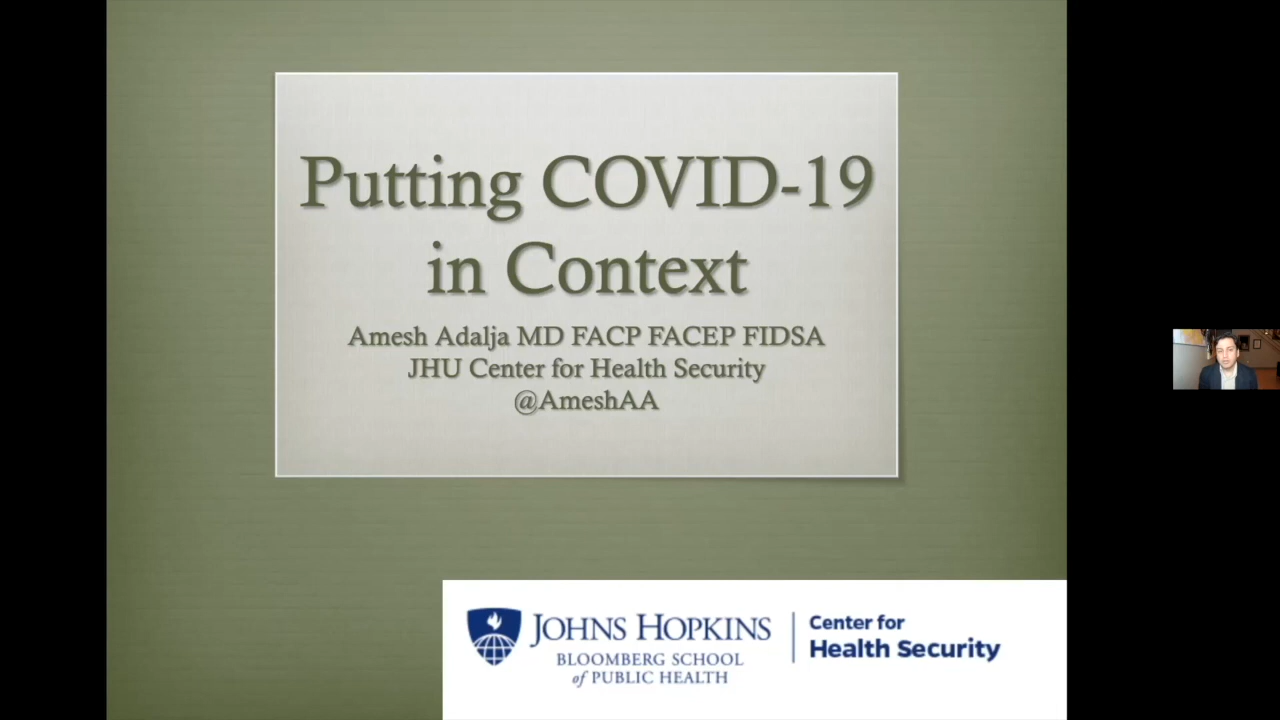 Putting COVID-19
in Context
Amesh Adalja MD FACP FACEP FIDSA
JHU Center for Health Security
@AmeshAA
JOHNS HOPKINS
BLOOMBERG SCHOOL
of PUBLIC HEALTH
Center for
Health Security